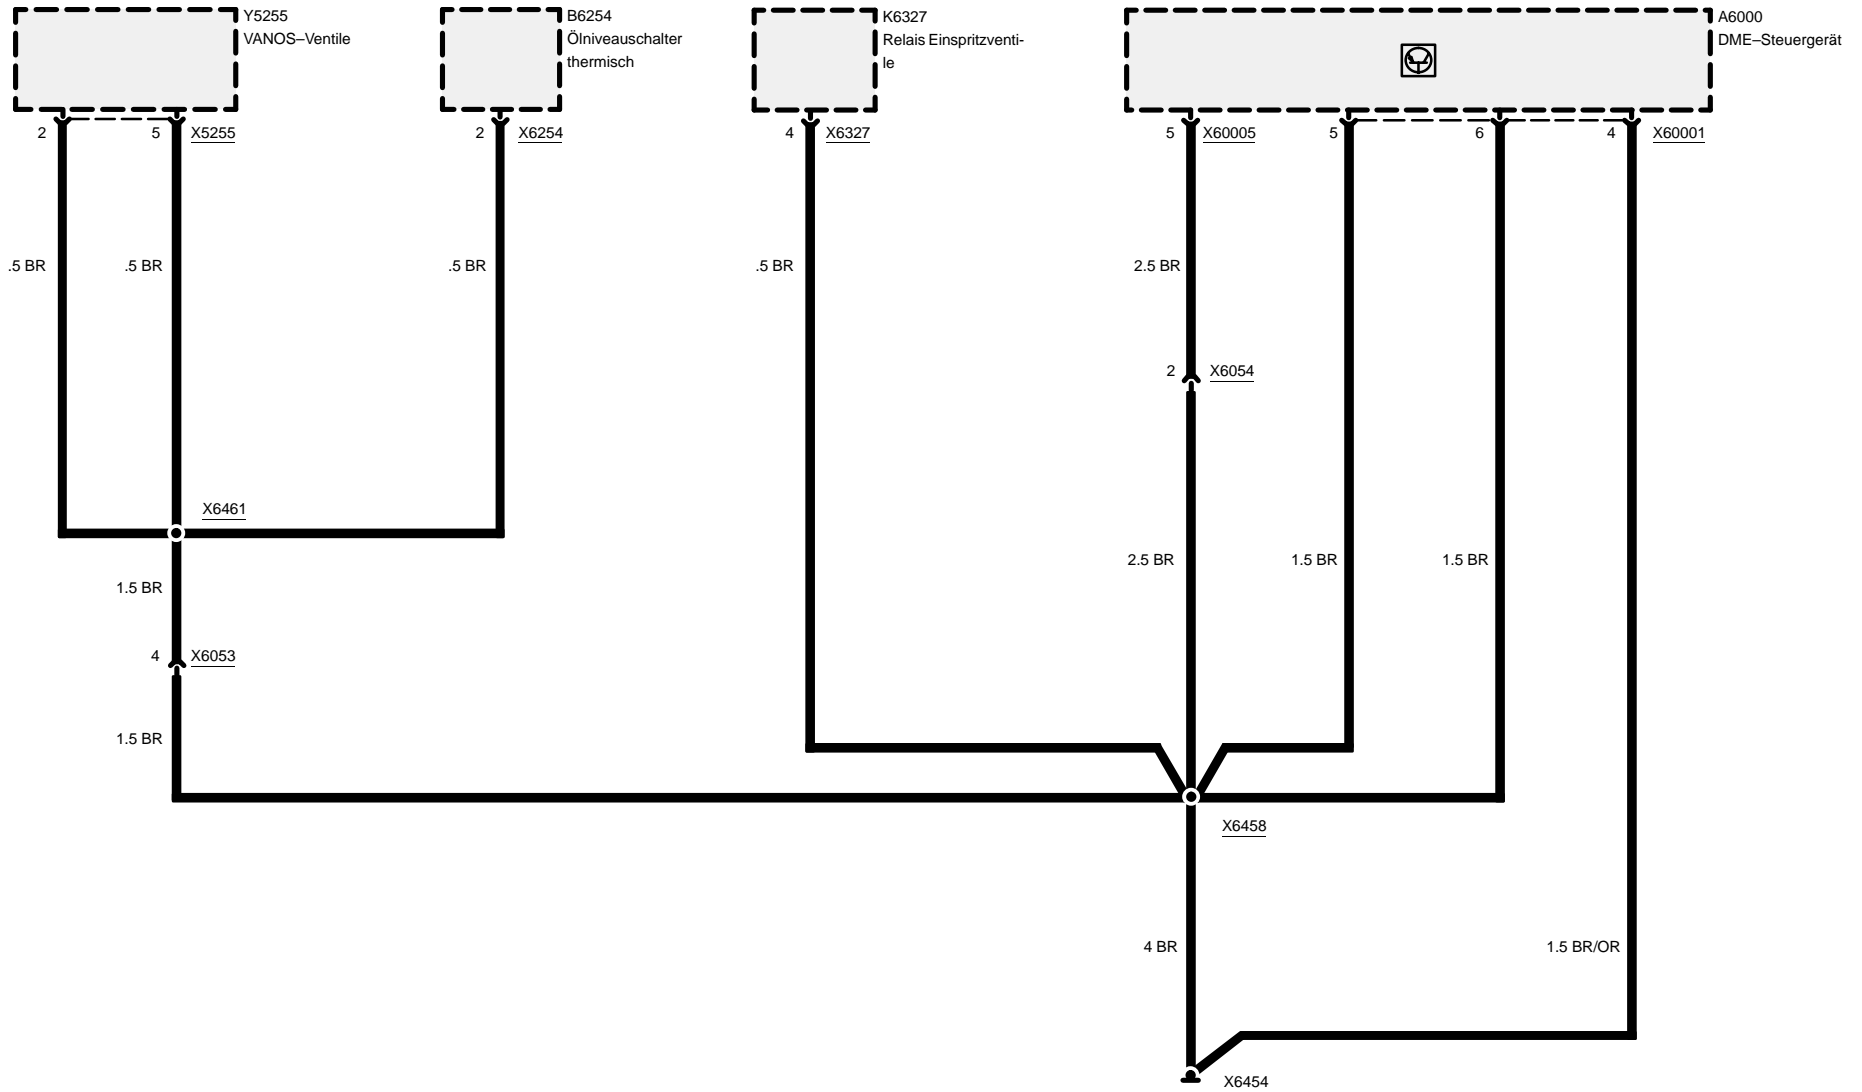 Y5255
VANOS–Ventile
B6254
Ölniveauschalter
thermisch
K6327
Relais Einspritzventi-
le
A6000
DME–Steuergerät
2
5
X5255
2
X6254
4
X6327
5
X60005
5
6
4
X60001
.5 BR
.5 BR
.5 BR
.5 BR
2.5 BR
2
X6054
X6461
2.5 BR
1.5 BR
1.5 BR
1.5 BR
4
X6053
1.5 BR
X6458
4 BR
1.5 BR/OR
X6454